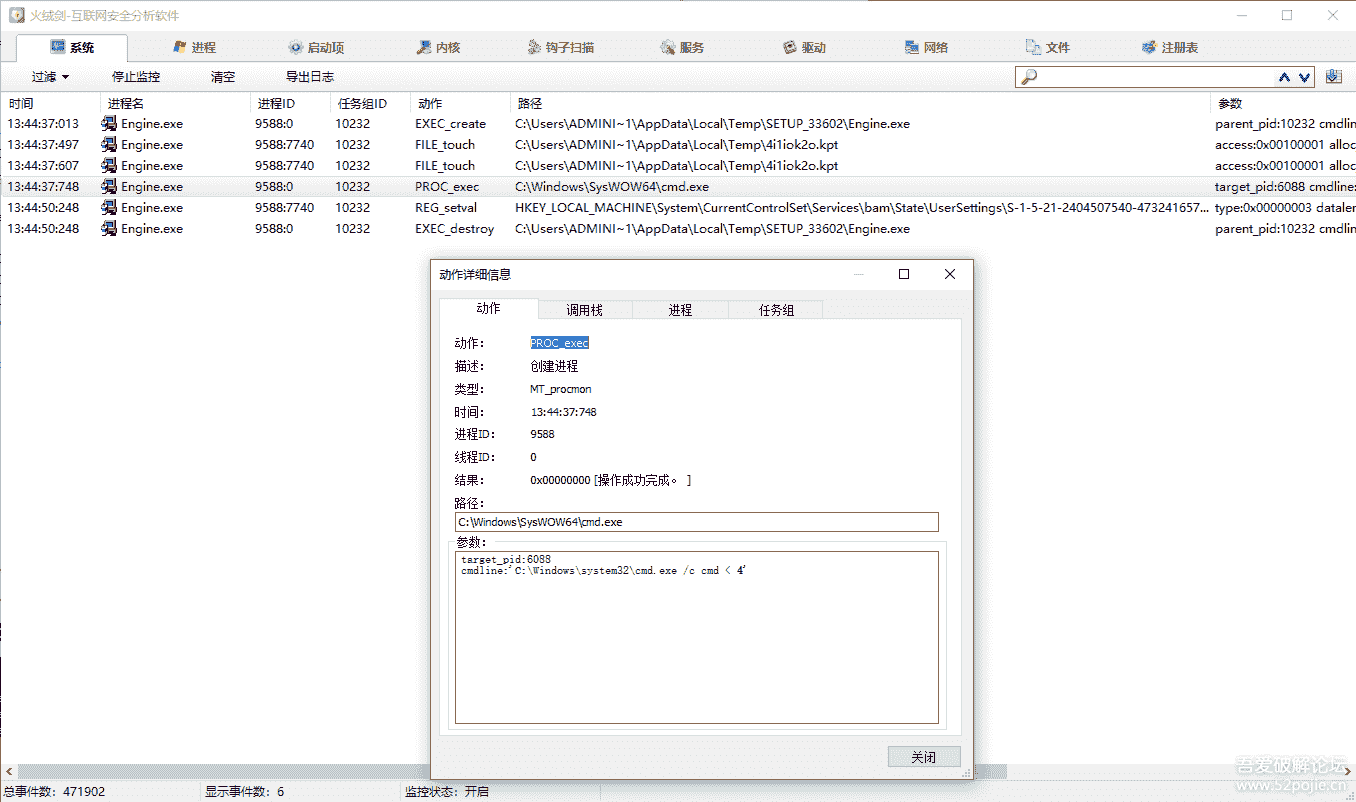 火绒剑-互联网安全分析软件
系统 进程 启动项 内核 钩子扫描 服务 驱动 网络 文件 注册表
过滤 停止监控 清空 导出日志
时间 进程名 进程ID 任务组ID 动作 路径 参数
13:44:37:013 Engine.exe 9588:0 10232 EXEC_create C:\Users\ADMINI~1\AppData\Local\Temp\SETUP_33602\Engine.exe parent_pid:10232 cmdlin
13:44:37:497 Engine.exe 9588:7740 10232 FILE_touch C:\Users\ADMINI~1\AppData\Local\Temp\4i1iok2o.kpt access:0x00100001 alloc
13:44:37:607 Engine.exe 9588:7740 10232 FILE_touch C:\Users\ADMINI~1\AppData\Local\Temp\4i1iok2o.kpt access:0x00100001 alloc
13:44:37:748 Engine.exe 9588:0 10232 PROC_exec C:\Windows\SysWOW64\cmd.exe target_pid:6088 cmdline:
13:44:50:248 Engine.exe 9588:7740 10232 REG_setval HKEY_LOCAL_MACHINE\System\CurrentControlSet\Services\bam\State\UserSettings\S-1-5-21-2404507540-473241657... type:0x00000003 datalen
13:44:50:248 Engine.exe 9588:0 10232 EXEC_destroy C:\Users\ADMINI~1\AppData\Local\Temp\SETUP_33602\Engine.exe parent_pid:10232 cmdlin
动作详细信息
动作 调用栈 进程 任务组
动作: PROC_exec
描述: 创建进程
类型: MT_procmon
时间: 13:44:37:748
进程ID: 9588
线程ID: 0
结果: 0x00000000 [操作成功完成。 ]
路径:
C:\Windows\SysWOW64\cmd.exe
参数:
target_pid:6088
cmdline:'C:\Windows\system32\cmd.exe /c cmd < 4'
关闭
总事件数: 471902 显示事件数: 6 监控状态: 开启
吾爱破解论坛
www.52pojie.cn